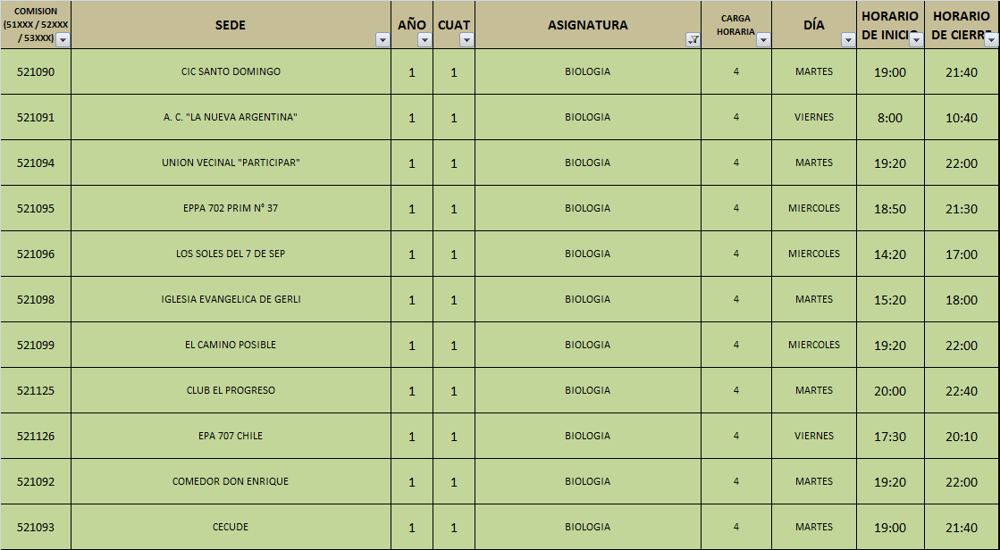 COMISION (51XXX / 52XXX / 53XXX) SEDE AÑO CUAT ASIGNATURA CARGA HORARIA DÍA HORARIO DE INICIO HORARIO DE CIERRE
521090 CIC SANTO DOMINGO 1 1 BIOLOGIA 4 MARTES 19:00 21:40
521091 A. C. "LA NUEVA ARGENTINA" 1 1 BIOLOGIA 4 VIERNES 8:00 10:40
521094 UNION VECINAL "PARTICIPAR" 1 1 BIOLOGIA 4 MARTES 19:20 22:00
521095 EPPA 702 PRIM N° 37 1 1 BIOLOGIA 4 MIERCOLES 18:50 21:30
521096 LOS SOLES DEL 7 DE SEP 1 1 BIOLOGIA 4 MIERCOLES 14:20 17:00
521098 IGLESIA EVANGELICA DE GERLI 1 1 BIOLOGIA 4 MARTES 15:20 18:00
521099 EL CAMINO POSIBLE 1 1 BIOLOGIA 4 MIERCOLES 19:20 22:00
521125 CLUB EL PROGRESO 1 1 BIOLOGIA 4 MARTES 20:00 22:40
521126 EPA 707 CHILE 1 1 BIOLOGIA 4 VIERNES 17:30 20:10
521092 COMEDOR DON ENRIQUE 1 1 BIOLOGIA 4 MARTES 19:20 22:00
521093 CECUDE 1 1 BIOLOGIA 4 MARTES 19:00 21:40